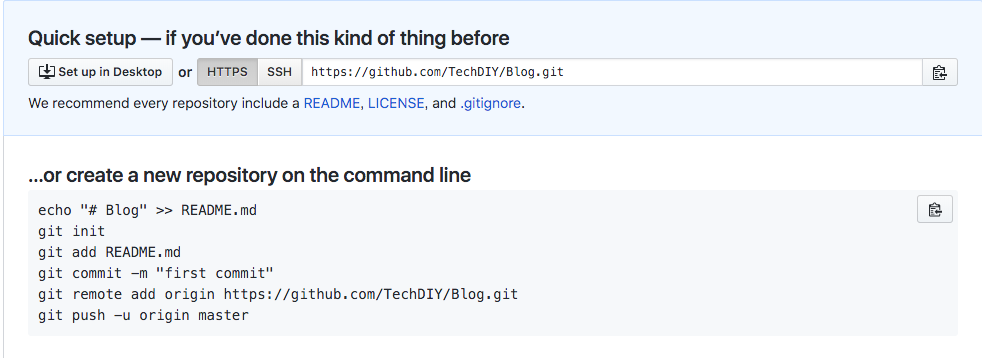 Quick setup — if you’ve done this kind of thing before
Set up in Desktop or HTTPS SSH https://github.com/TechDIY/Blog.git
We recommend every repository include a README, LICENSE, and .gitignore.
…or create a new repository on the command line
echo "# Blog" >> README.md
git init
git add README.md
git commit -m "first commit"
git remote add origin https://github.com/TechDIY/Blog.git
git push -u origin master